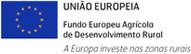 UNIÃO EUROPEIA
Fundo Europeu Agrícola
de Desenvolvimento Rural
A Europa investe nas zonas rurais